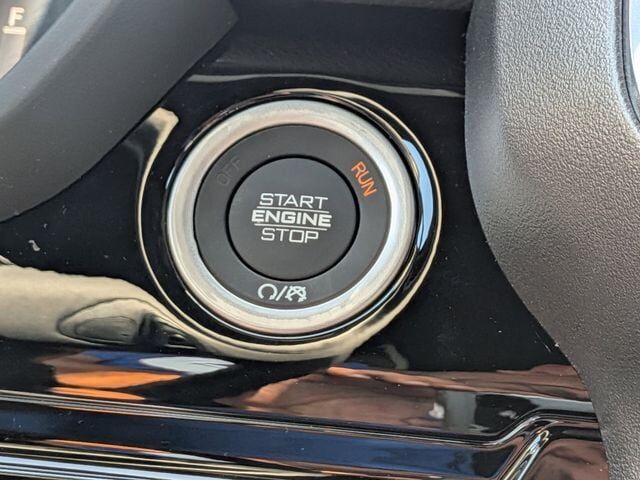 F
OFF
RUN
START
ENGINE
STOP